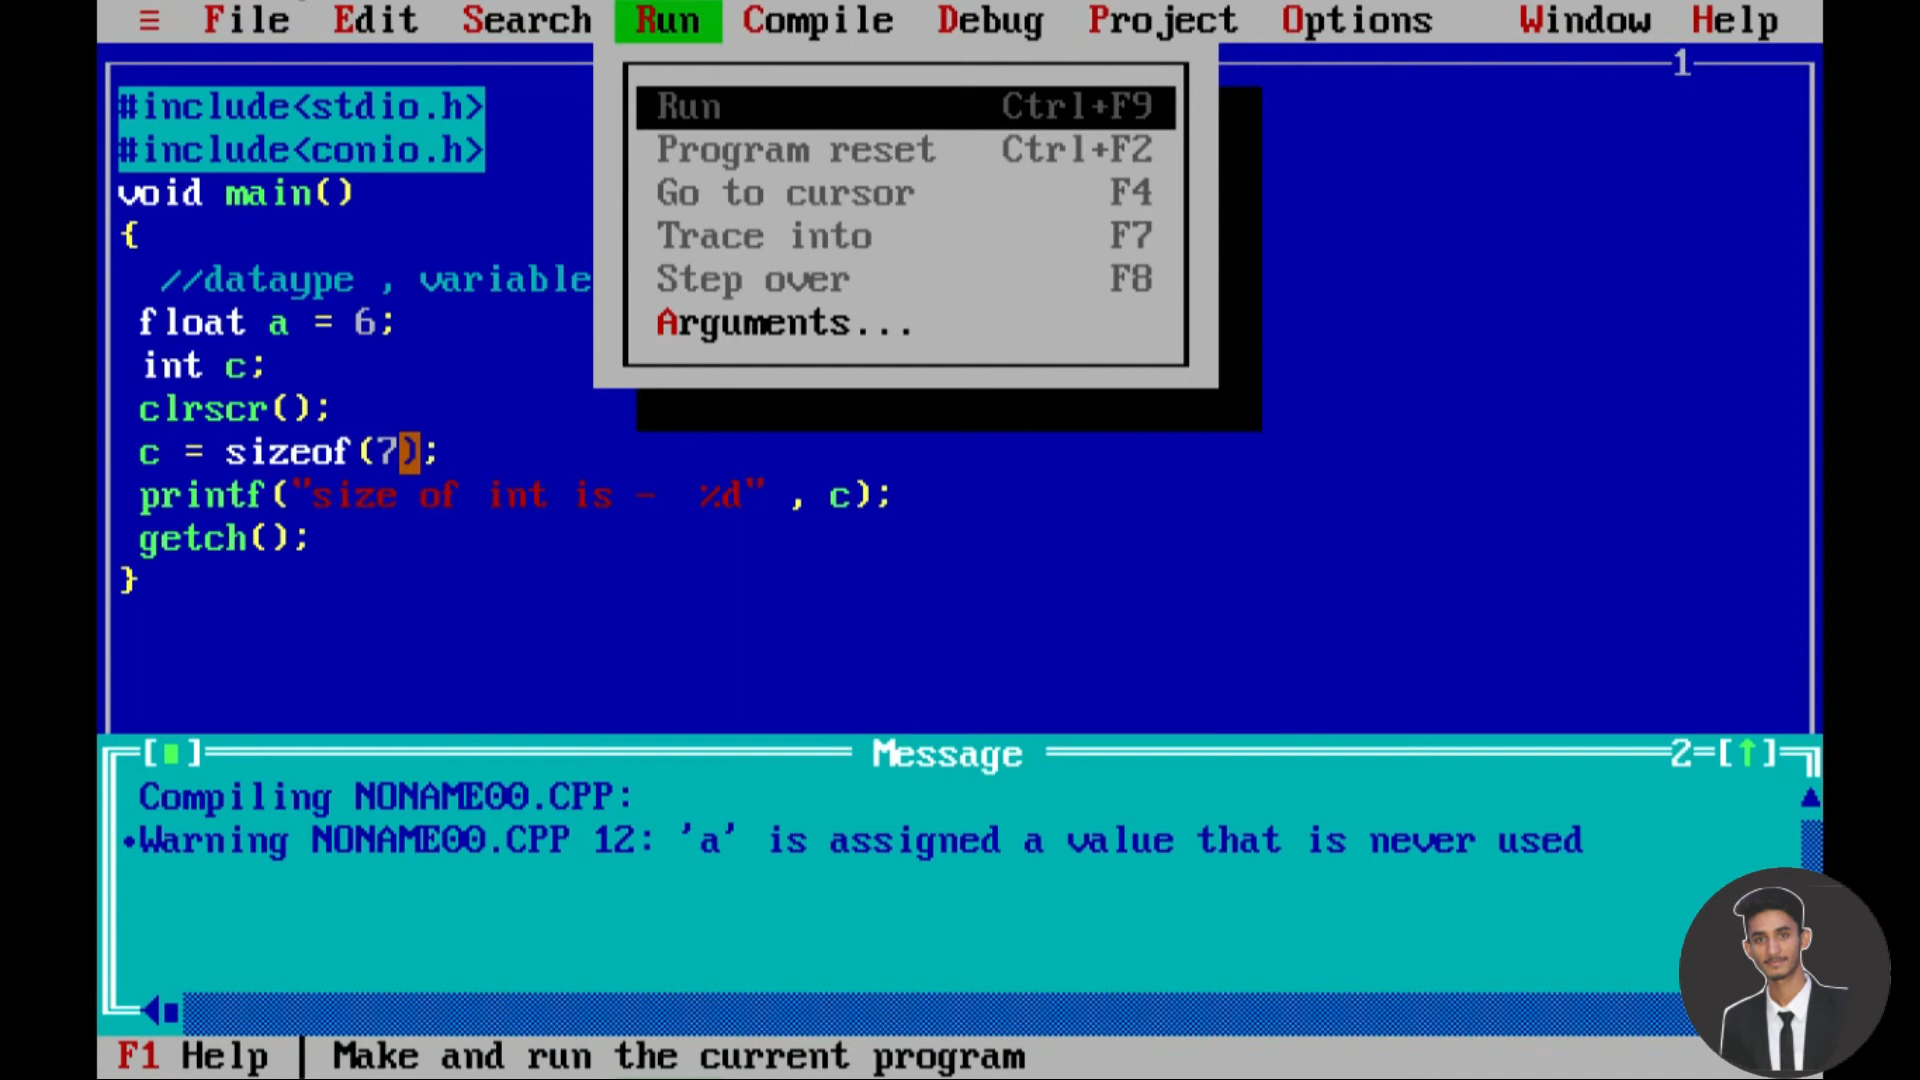 ≡ File Edit Search Run Compile Debug Project Options Window Help
1
#include<stdio.h>
#include<conio.h>
void main()
{
//dataype , variable
float a = 6;
int c;
clrscr();
c = sizeof(7);
printf("size of int is -  %d" , c);
getch();
}
Run Ctrl+F9
Program reset Ctrl+F2
Go to cursor F4
Trace into F7
Step over F8
Arguments...
[■] Message 2=[↑]
Compiling NONAME00.CPP:
•Warning NONAME00.CPP 12: 'a' is assigned a value that is never used
F1 Help | Make and run the current program